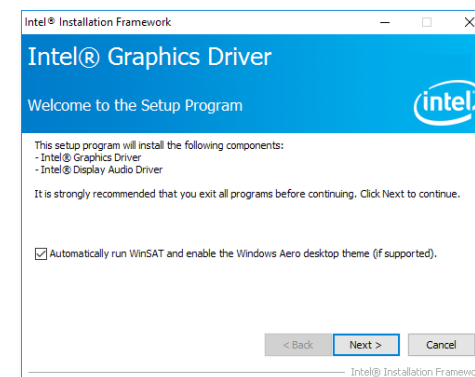 Intel® Installation Framework
Intel® Graphics Driver
Welcome to the Setup Program
intel
This setup program will install the following components:
- Intel® Graphics Driver
- Intel® Display Audio Driver
It is strongly recommended that you exit all programs before continuing. Click Next to continue.
Automatically run WinSAT and enable the Windows Aero desktop theme (if supported).
< Back Next > Cancel
Intel® Installation Framewo